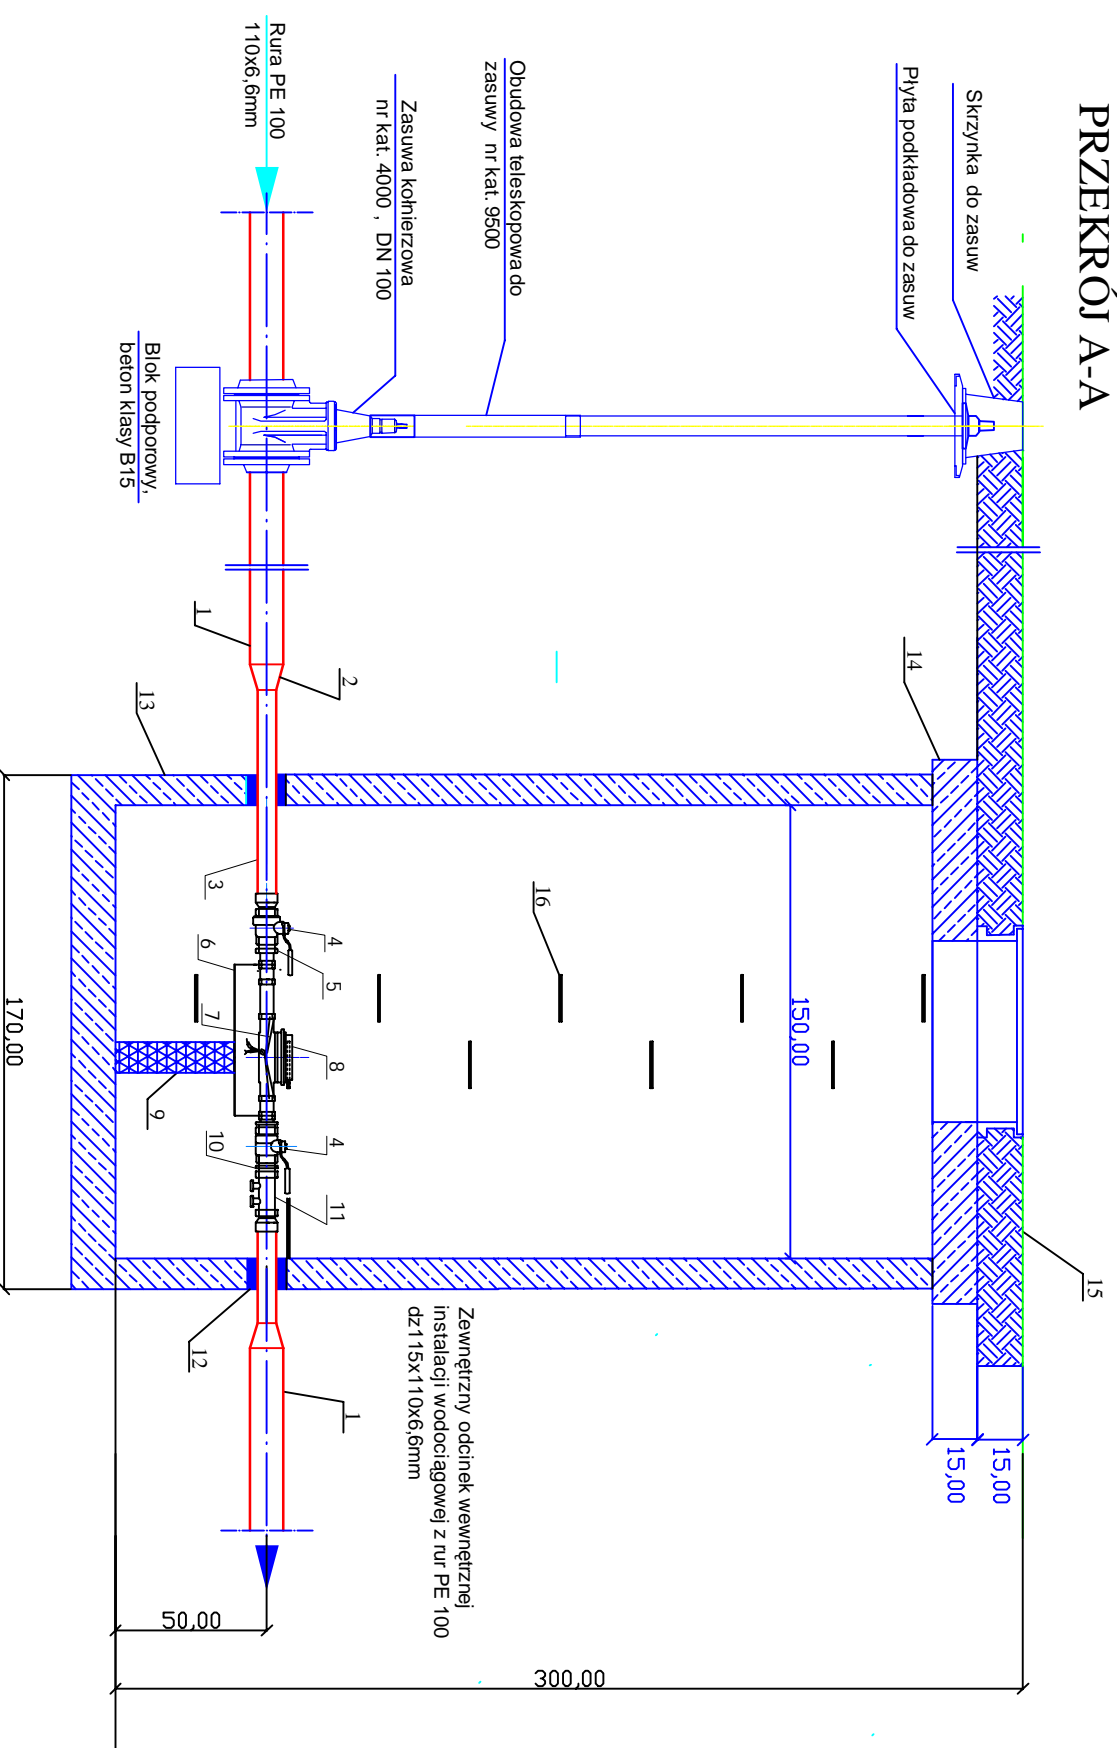 PRZEKRÓJ A-A
Skrzynka do zasuw
Płyta podkładowa do zasuw
Obudowa teleskopowa do
zasuwy nr kat. 9500
Zasuwa kołnierzowa
nr kat. 4000 , DN 100
Rura PE 100
110x6,6mm
Blok podporowy,
beton klasy B15
1
2
13
14
3
16
4
5
6
7
8
9
150,00
170,00
4
10
11
12
15
1
Zewnętrzny odcinek wewnętrznej
instalacji wodociągowej z rur PE 100
dz115x110x6,6mm
15,00
15,00
50,00
300,00